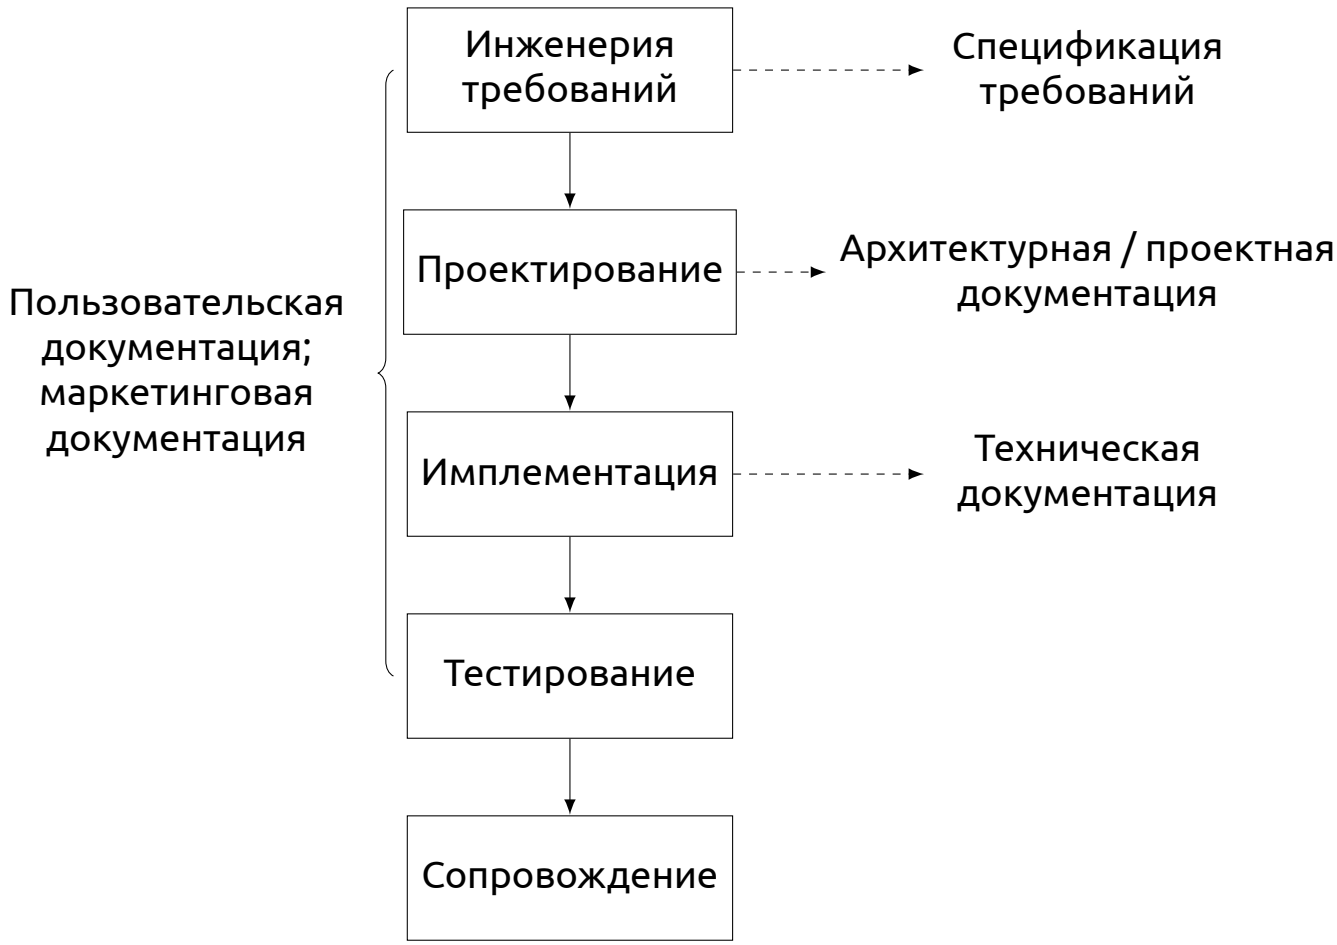 Инженерия
требований
Спецификация
требований
Проектирование
Архитектурная / проектная
документация
Пользовательская
документация;
маркетинговая
документация
Имплементация
Техническая
документация
Тестирование
Сопровождение